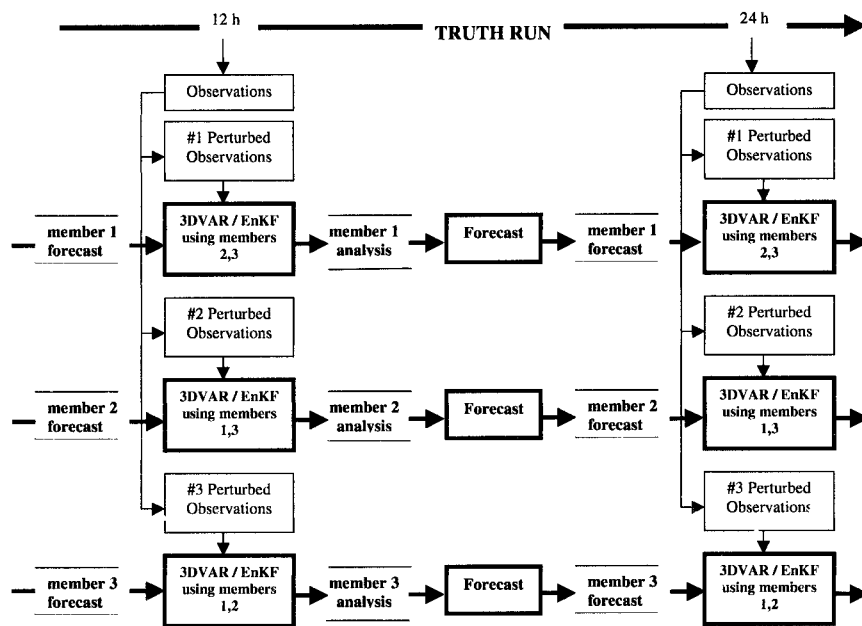 12 h
TRUTH RUN
24 h
Observations
Observations
#1 Perturbed
Observations
#1 Perturbed
Observations
member 1
forecast
3DVAR / EnKF
using members
2,3
member 1
analysis
Forecast
member 1
forecast
3DVAR / EnKF
using members
2,3
#2 Perturbed
Observations
#2 Perturbed
Observations
member 2
forecast
3DVAR / EnKF
using members
1,3
member 2
analysis
Forecast
member 2
forecast
3DVAR / EnKF
using members
1,3
#3 Perturbed
Observations
#3 Perturbed
Observations
member 3
forecast
3DVAR / EnKF
using members
1,2
member 3
analysis
Forecast
member 3
forecast
3DVAR / EnKF
using members
1,2